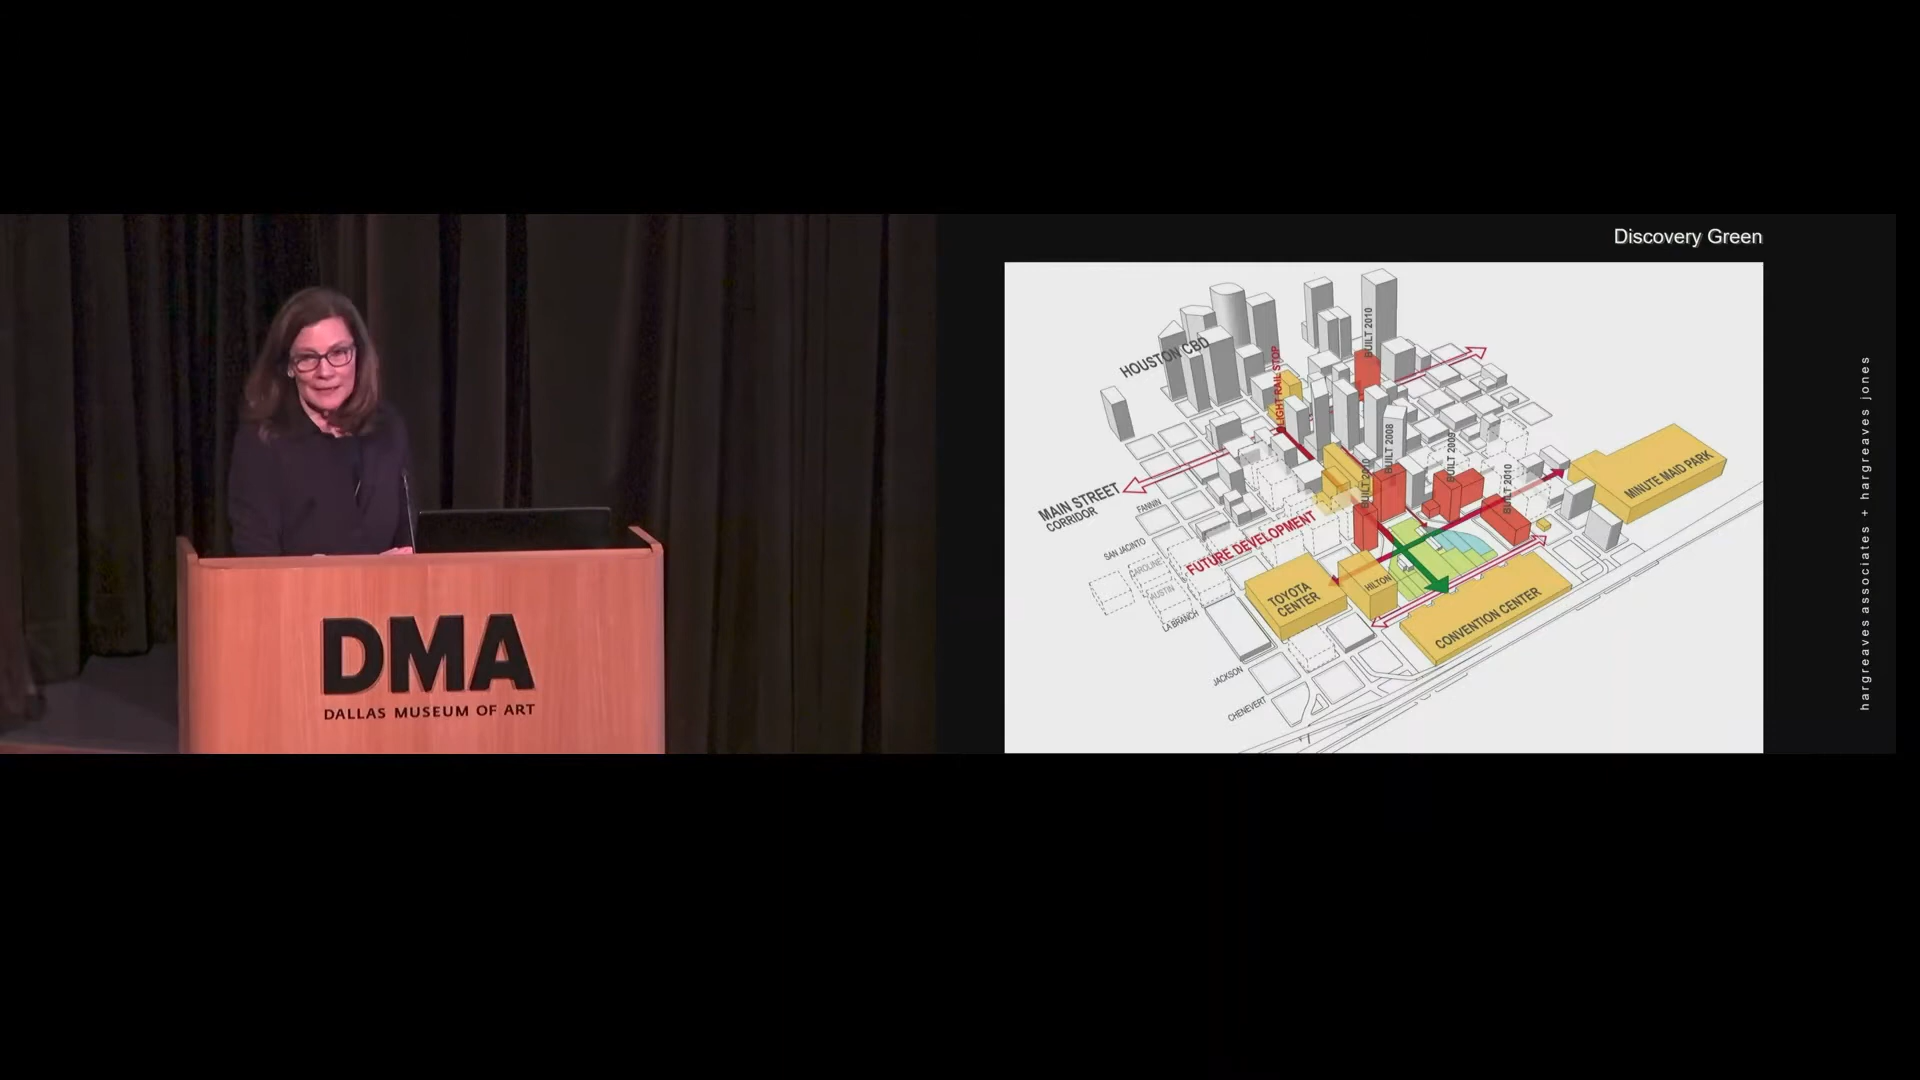 DMA
DALLAS MUSEUM OF ART
Discovery Green
HOUSTON CBD
LIGHT RAIL STOP
BUILT 2010
MAIN STREET
CORRIDOR
FANNIN
SAN JACINTO
CAROLINE
AUSTIN
LA BRANCH
JACKSON
CHENEVERT
FUTURE DEVELOPMENT
BUILT 2010
BUILT 2008
BUILT 2009
BUILT 2010
MINUTE MAID PARK
TOYOTA
CENTER
HILTON
CONVENTION CENTER
hargreaves associates + hargreaves jones